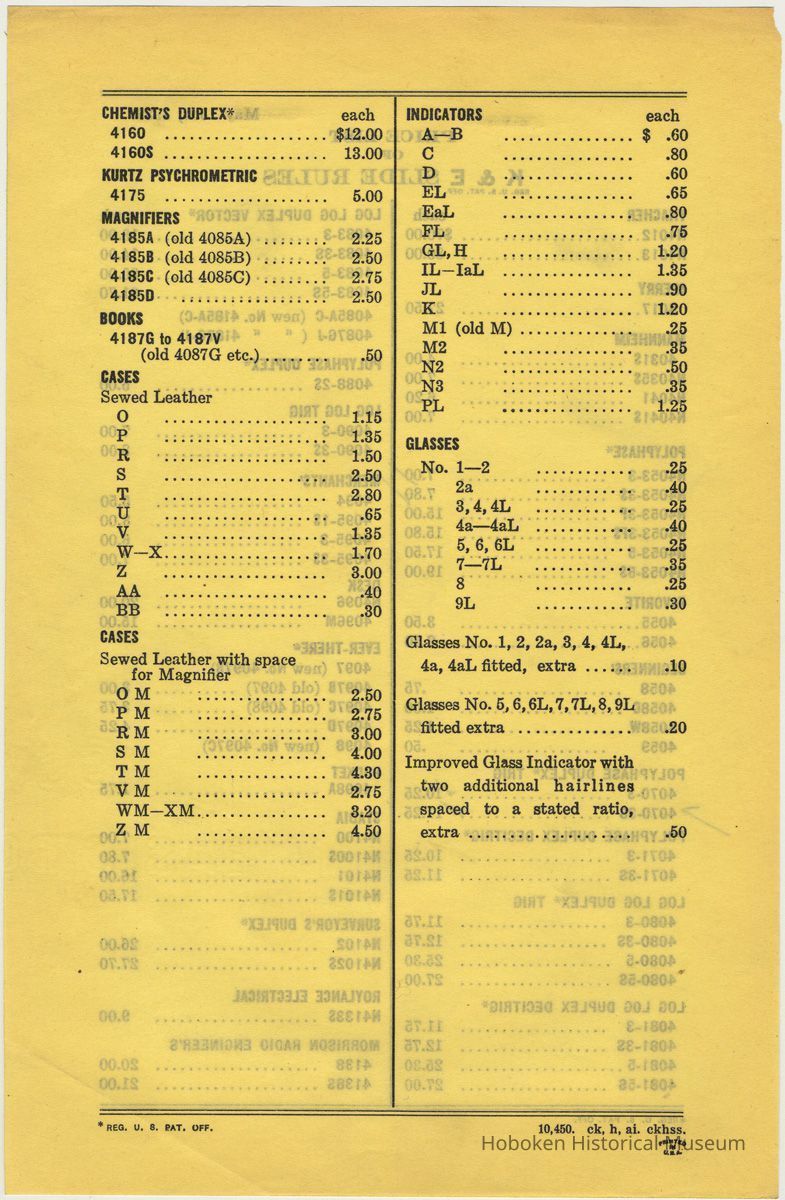 CHEMIST'S DUPLEX* each
4160 .................... $12.00
4160S .................... 13.00
KURTZ PSYCHROMETRIC
4175 .................... 5.00
MAGNIFIERS
4185A (old 4085A) ........ 2.25
4185B (old 4085B) ........ 2.50
4185C (old 4085C) ........ 2.75
4185D .................... 2.50
BOOKS
4187G to 4187V
(old 4087G etc.) ........ .50
CASES
Sewed Leather
O .................... 1.15
P .................... 1.35
R .................... 1.50
S .................... 2.50
T .................... 2.80
U .................... .65
V .................... 1.35
W—X .................... 1.70
Z .................... 3.00
AA .................... .40
BB .................... .30
CASES
Sewed Leather with space
for Magnifier
O M ................ 2.50
P M ................ 2.75
R M ................ 3.00
S M ................ 4.00
T M ................ 4.30
V M ................ 2.75
WM—XM ................ 3.20
Z M ................ 4.50
INDICATORS each
A—B ................ $ .60
C ................ .80
D ................ .60
EL ................ .65
EaL ................ .80
FL ................ .75
GL, H ................ 1.20
IL—IaL ................ 1.35
JL ................ .90
K ................ 1.20
M1 (old M) ................ .25
M2 ................ .35
N2 ................ .50
N3 ................ .35
PL ................ 1.25
GLASSES
No. 1—2 ............ .25
2a ............ .40
3, 4, 4L ............ .25
4a—4aL ............ .40
5, 6, 6L ............ .25
7—7L ............ .35
8 ............ .25
9L ............ .30
Glasses No. 1, 2, 2a, 3, 4, 4L,
4a, 4aL fitted, extra ...... .10
Glasses No. 5, 6, 6L, 7, 7L, 8, 9L
fitted extra .............. .20
Improved Glass Indicator with
two additional hairlines
spaced to a stated ratio,
extra .................... .50
* REG. U. S. PAT. OFF.
10,450. ck, h, ai. ckhss.
Hoboken Historical Museum